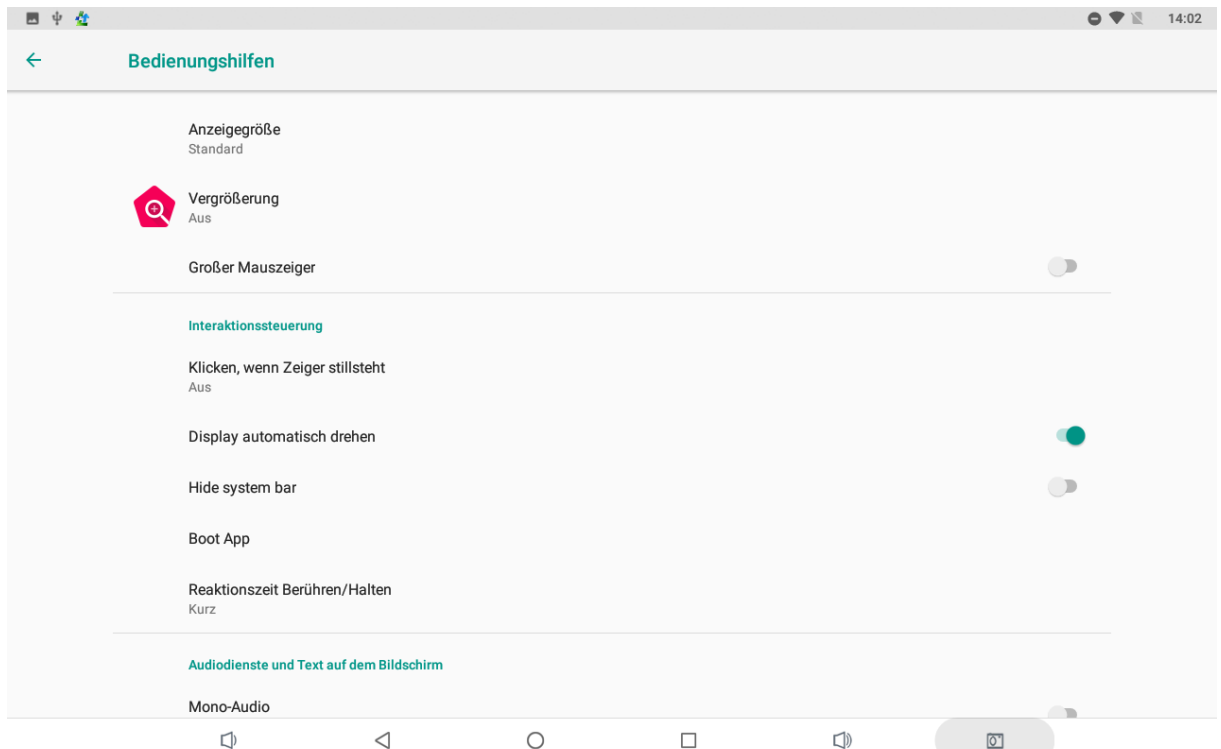 14:02
Bedienungshilfen
Anzeigegröße
Standard
Vergrößerung
Aus
Großer Mauszeiger
Interaktionssteuerung
Klicken, wenn Zeiger stillsteht
Aus
Display automatisch drehen
Hide system bar
Boot App
Reaktionszeit Berühren/Halten
Kurz
Audiodienste und Text auf dem Bildschirm
Mono-Audio